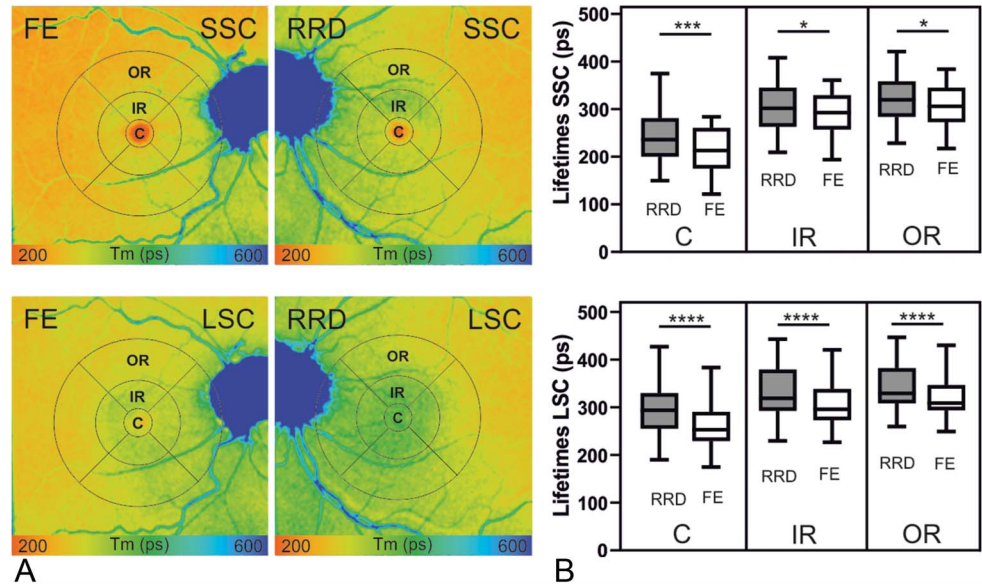 FE SSC
OR
IR
C
200 Tm (ps) 600
RRD SSC
OR
IR
C
200 Tm (ps) 600
FE LSC
OR
IR
C
200 Tm (ps) 600
RRD LSC
OR
IR
C
200 Tm (ps) 600
A
Lifetimes SSC (ps)
500
400
300
200
100
0
*** * *
RRD FE RRD FE RRD FE
C IR OR
Lifetimes LSC (ps)
500
400
300
200
100
0
**** **** ****
RRD FE RRD FE RRD FE
C IR OR
B